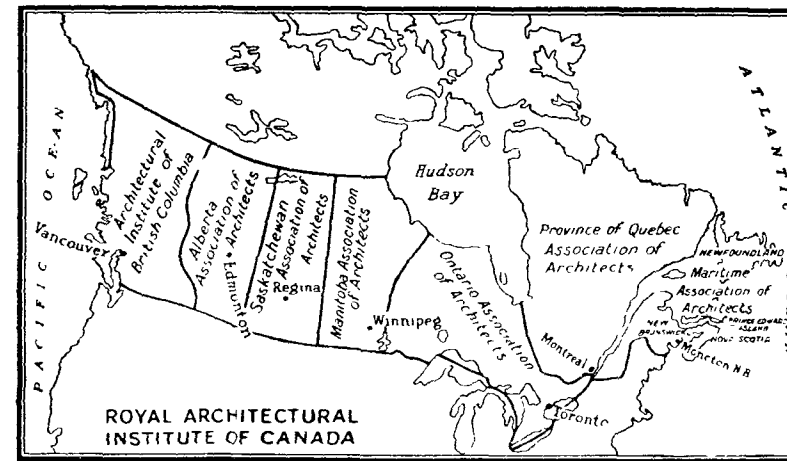 PACIFIC OCEAN
ATLANTIC
Architectural
Institute of
British Columbia
Vancouver
Alberta
Association of
Architects
Edmonton
Saskatchewan
Association of
Architects
Regina
Manitoba Association
of Architects
Winnipeg
Hudson
Bay
Ontario Association
of Architects
Toronto
Province of Quebec
Association of
Architects
Montreal
NEWFOUNDLAND
Maritime
Association of
Architects
PRINCE EDWARD
ISLAND
NEW
BRUNSWICK
NOVA SCOTIA
Moncton N B
ROYAL ARCHITECTURAL
INSTITUTE OF CANADA